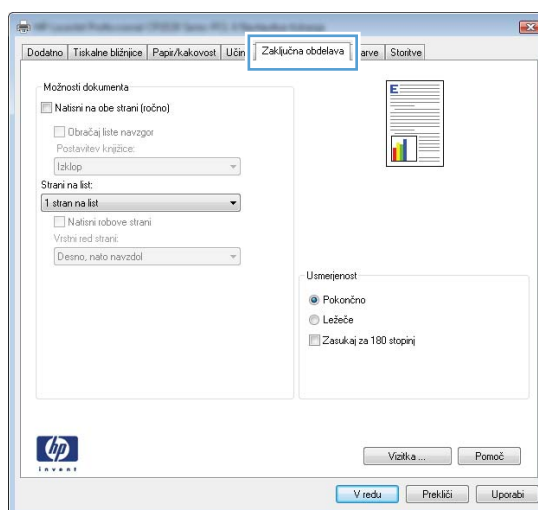 Dodatno Tiskalne bližnjice Papir/kakovost Učin Zaključna obdelava arve Storitve
Možnosti dokumenta
Natisni na obe strani (ročno)
Obračaj liste navzgor
Postavitev knjižice:
Izklop
Strani na list:
1 stran na list
Natisni robove strani
Vrstni red strani:
Desno, nato navzdol
E
Usmerjenost
Pokončno
Ležeče
Zasukaj za 180 stopinj
hp
invent
Vizitka ... Pomoč
V redu Prekliči Uporabi